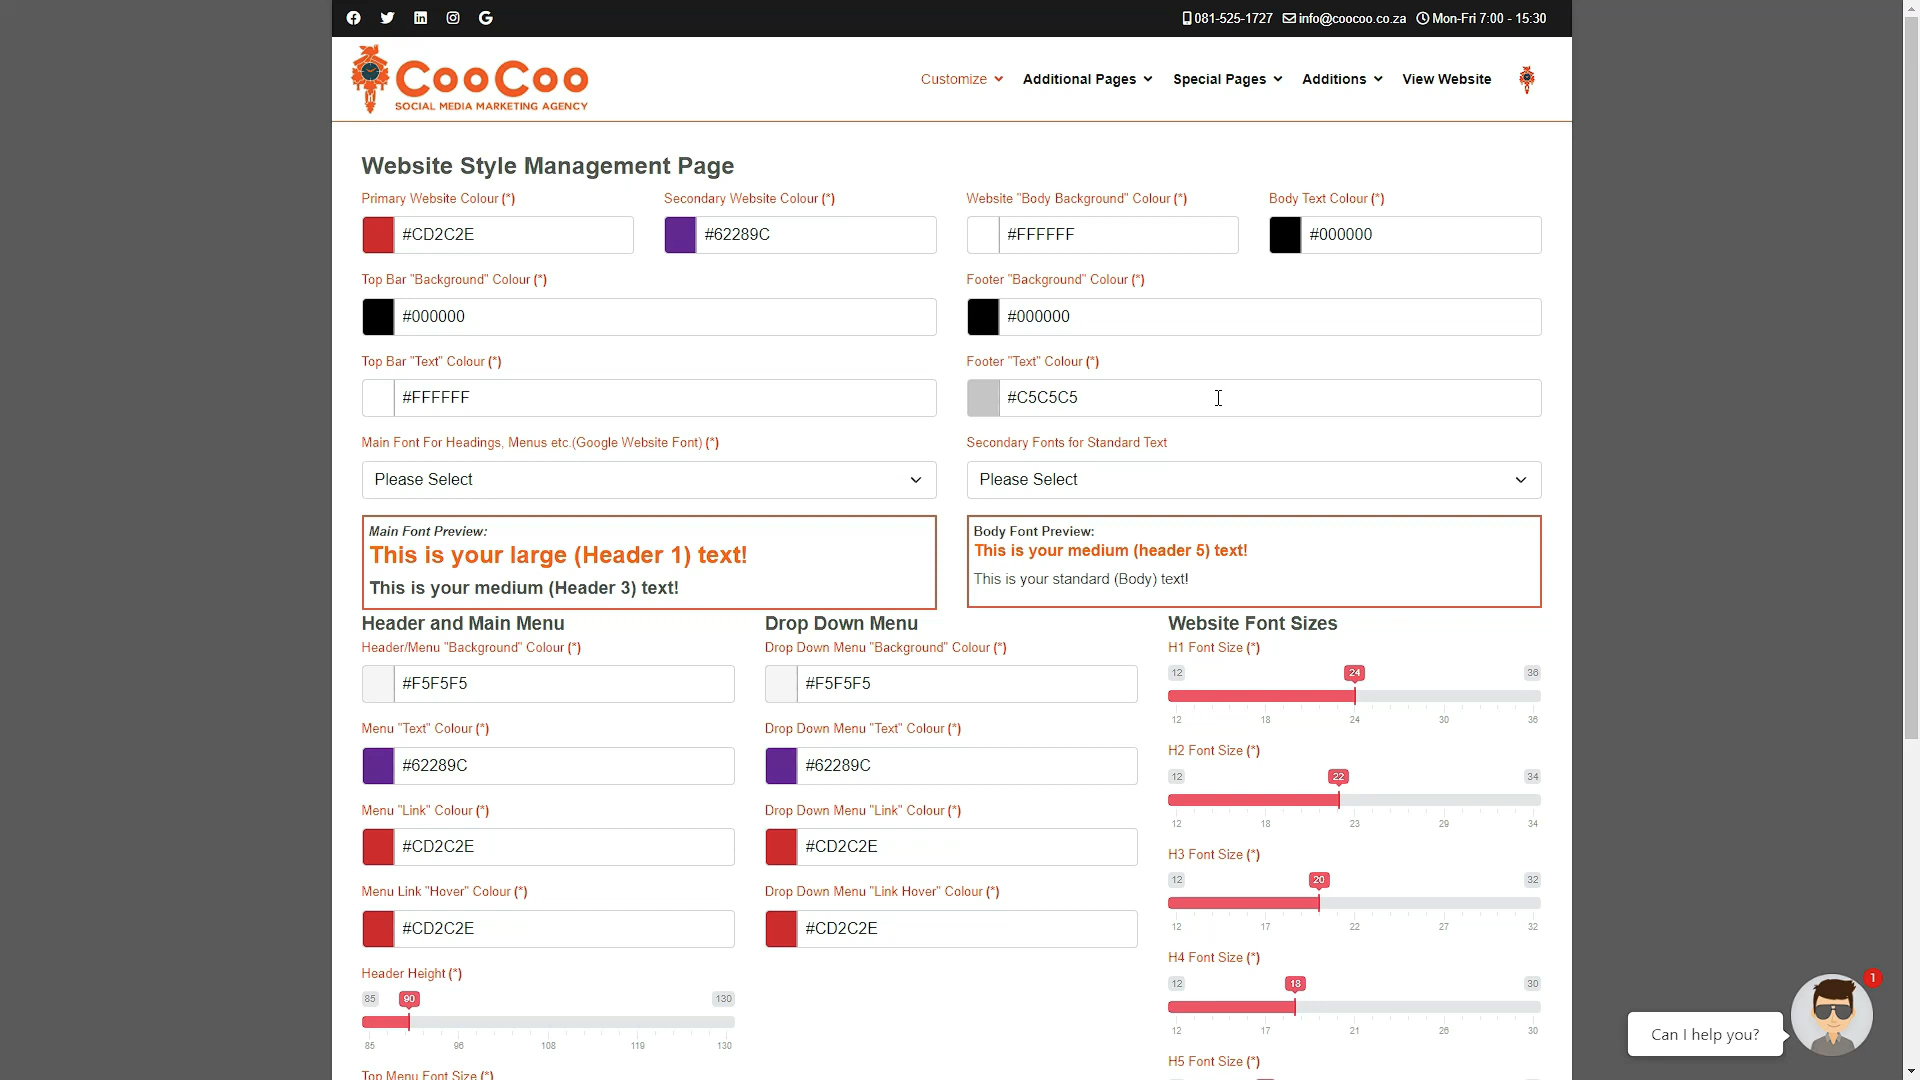 081-525-1727 info@coocoo.co.za Mon-Fri 7:00 - 15:30
CooCoo
SOCIAL MEDIA MARKETING AGENCY
Customize Additional Pages Special Pages Additions View Website
Website Style Management Page
Primary Website Colour (*) Secondary Website Colour (*) Website "Body Background" Colour (*) Body Text Colour (*)
#CD2C2E #62289C #FFFFFF #000000
Top Bar "Background" Colour (*) Footer "Background" Colour (*)
#000000 #000000
Top Bar "Text" Colour (*) Footer "Text" Colour (*)
#FFFFFF #C5C5C5
Main Font For Headings, Menus etc.(Google Website Font) (*) Secondary Fonts for Standard Text
Please Select Please Select
Main Font Preview: Body Font Preview:
This is your large (Header 1) text! This is your medium (header 5) text!
This is your medium (Header 3) text! This is your standard (Body) text!
Header and Main Menu Drop Down Menu Website Font Sizes
Header/Menu "Background" Colour (*) Drop Down Menu "Background" Colour (*) H1 Font Size (*)
#F5F5F5 #F5F5F5 12 24 36
12 18 24 30 36
Menu "Text" Colour (*) Drop Down Menu "Text" Colour (*) H2 Font Size (*)
#62289C #62289C 12 22 34
12 18 23 29 34
Menu "Link" Colour (*) Drop Down Menu "Link" Colour (*) H3 Font Size (*)
#CD2C2E #CD2C2E 12 20 32
Menu Link "Hover" Colour (*) Drop Down Menu "Link Hover" Colour (*) 12 17 22 27 32
#CD2C2E #CD2C2E H4 Font Size (*)
Header Height (*) 12 18 30
85 90 130 12 17 21 26 30
85 96 108 119 130 H5 Font Size (*)
Top Menu Font Size (*)
Can I help you?
1